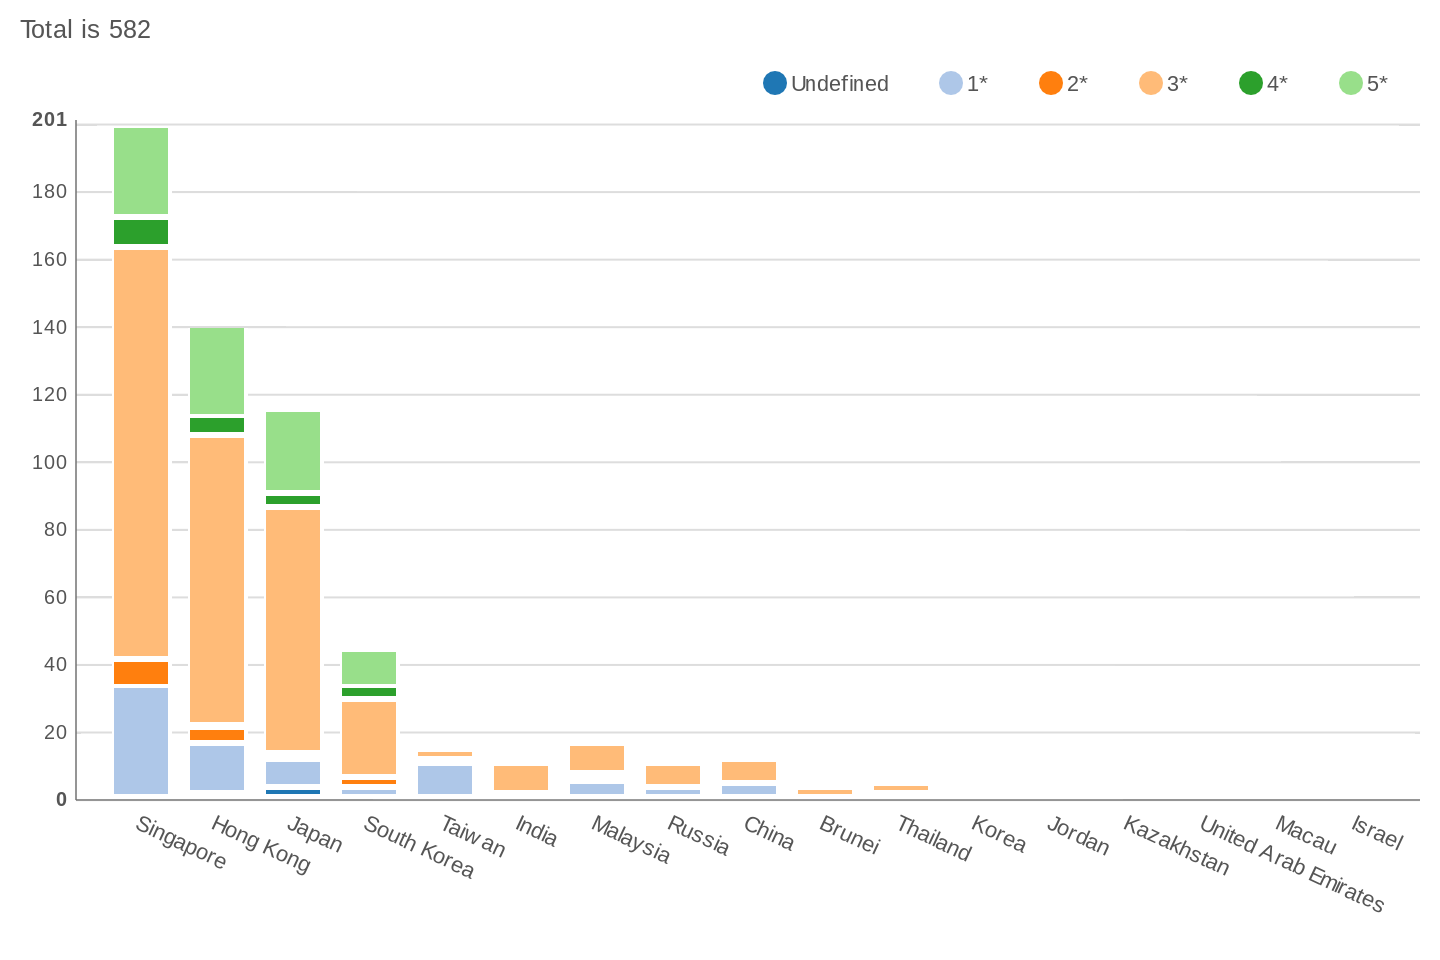 Total is 582
Undefined 1* 2* 3* 4* 5*
201
180
160
140
120
100
80
60
40
20
0
Singapore
Hong Kong
Japan
South Korea
Taiwan
India
Malaysia
Russia
China
Brunei
Thailand
Korea
Jordan
Kazakhstan
United Arab Emirates
Macau
Israel